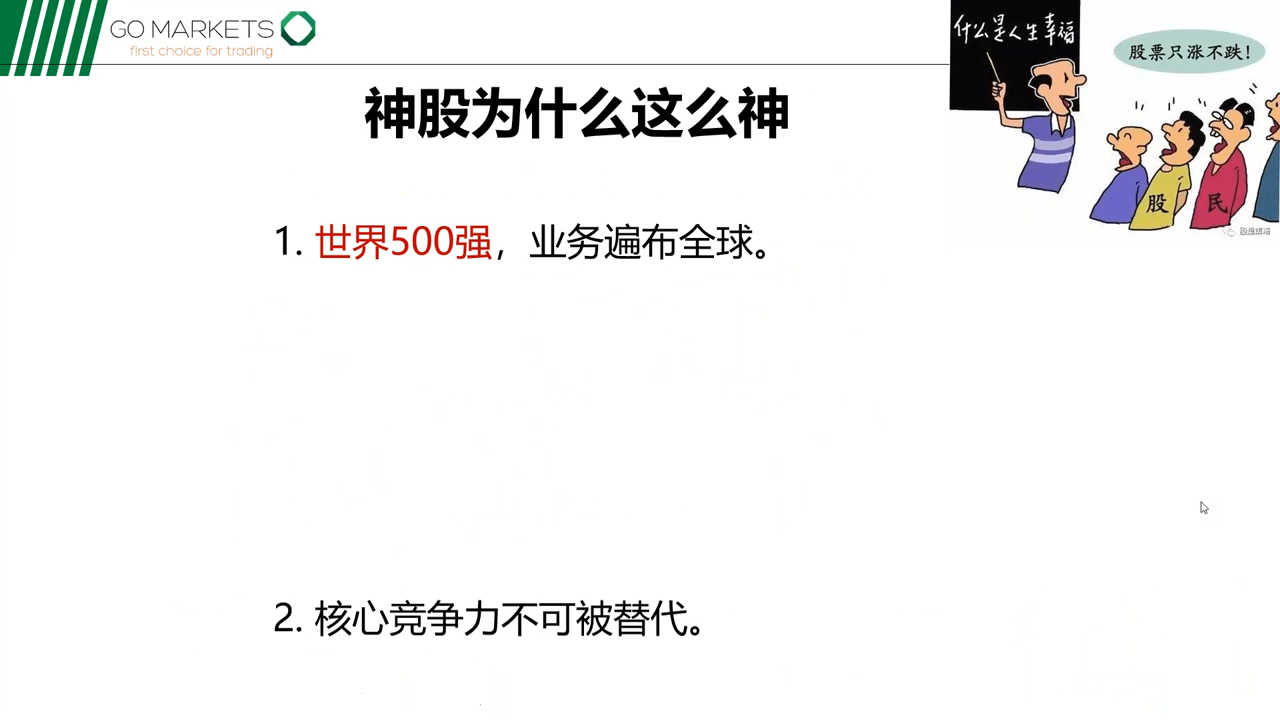 GO MARKETS
first choice for trading
什么是人生幸福
股票只涨不跌!
神股为什么这么神
股 民
1. 世界500强，业务遍布全球。
2. 核心竞争力不可被替代。